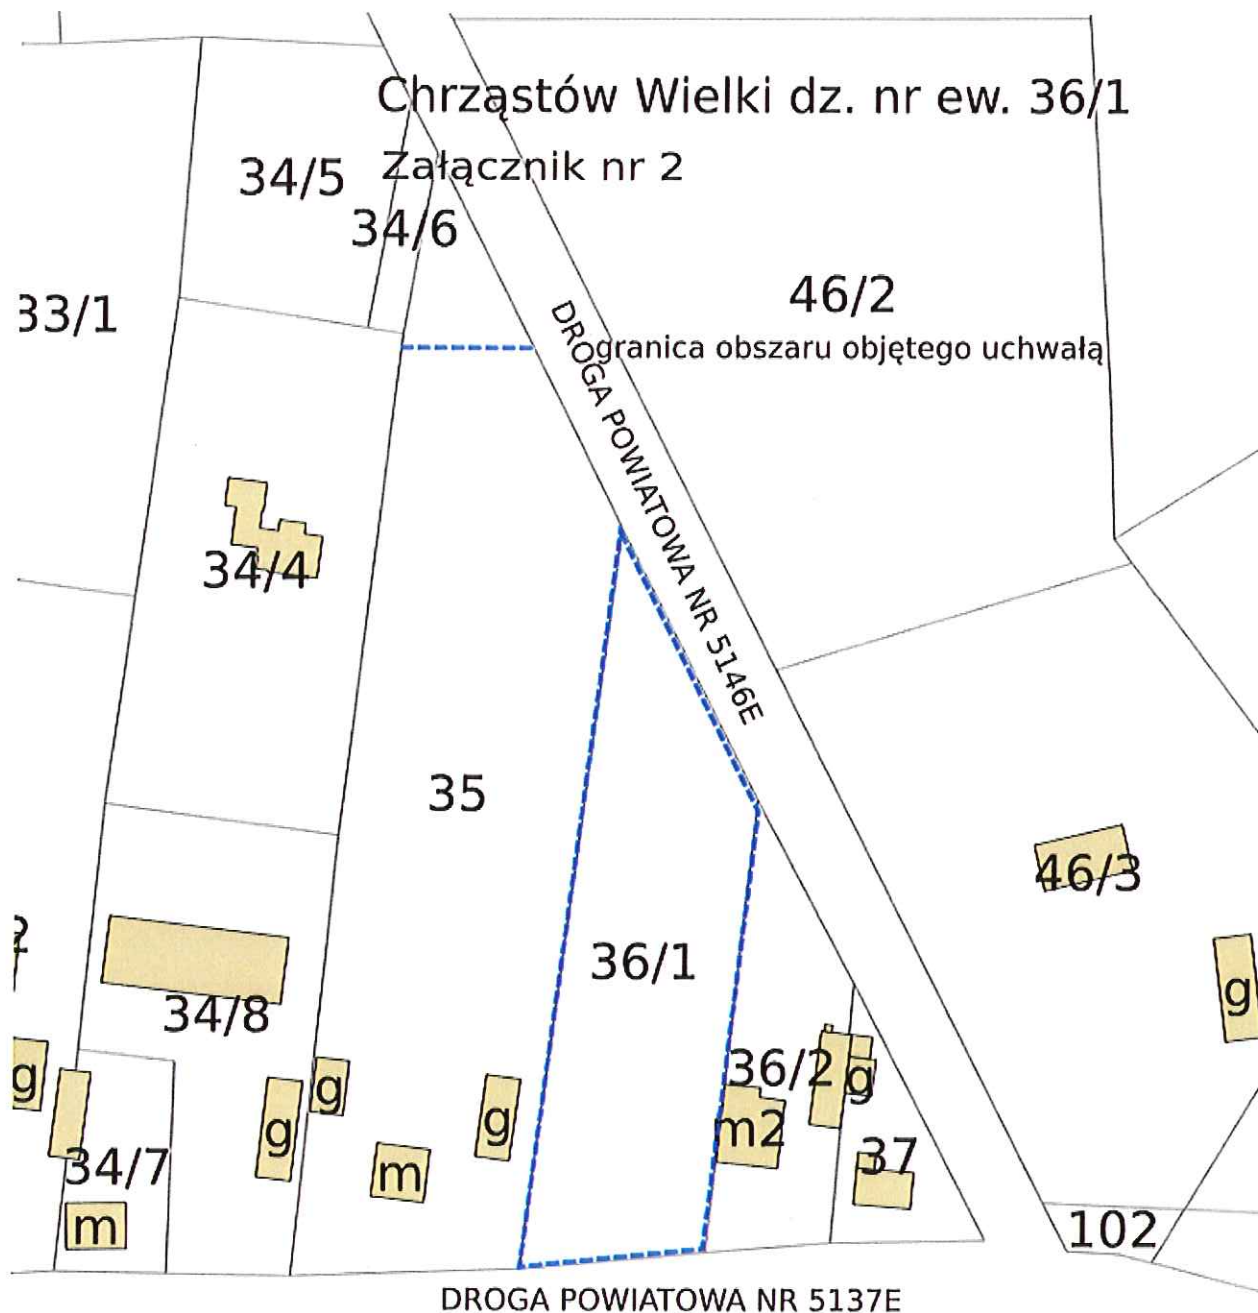 Chrząstów Wielki dz. nr ew. 36/1
Załącznik nr 2
34/5
34/6
33/1
46/2
granica obszaru objętego uchwałą
DROGA POWIATOWA NR 5146E
34/4
35
46/3
2
36/1
g
34/8
36/2
g
g
g
g
g
m2
m
34/7
37
m
102
DROGA POWIATOWA NR 5137E